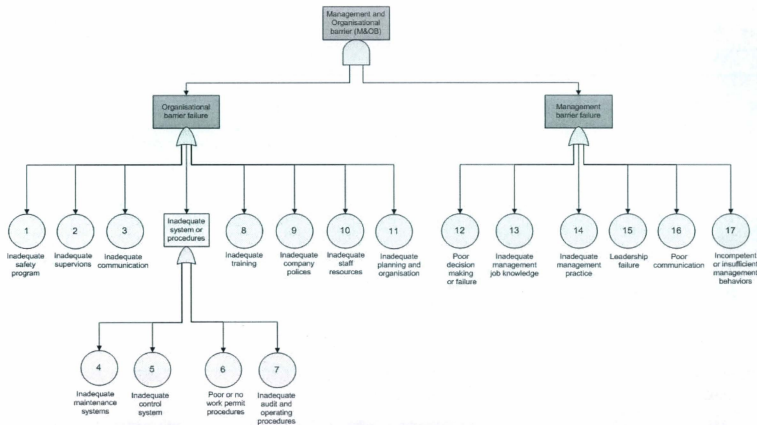 Management and
Organisational
barrier (M&OB)
Organisational
barrier failure
Management
barrier failure
1
2
3
Inadequate
system or
procedures
8
9
10
11
12
13
14
15
16
17
Inadequate
safety
program
Inadequate
supervions
Inadequate
communication
Inadequate
training
Inadequate
company
polices
Inadequate
staff
resources
Inadequate
planning and
organisation
Poor
decision
making
or failure
Inadequate
management
job knowledge
Inadequate
management
practice
Leadership
failure
Poor
communication
Incompetent
or insufficient
management
behaviors
4
5
6
7
Inadequate
maintenance
systems
Inadequate
control
system
Poor or no
work permit
procedures
Inadequate
audit and
operating
procedures